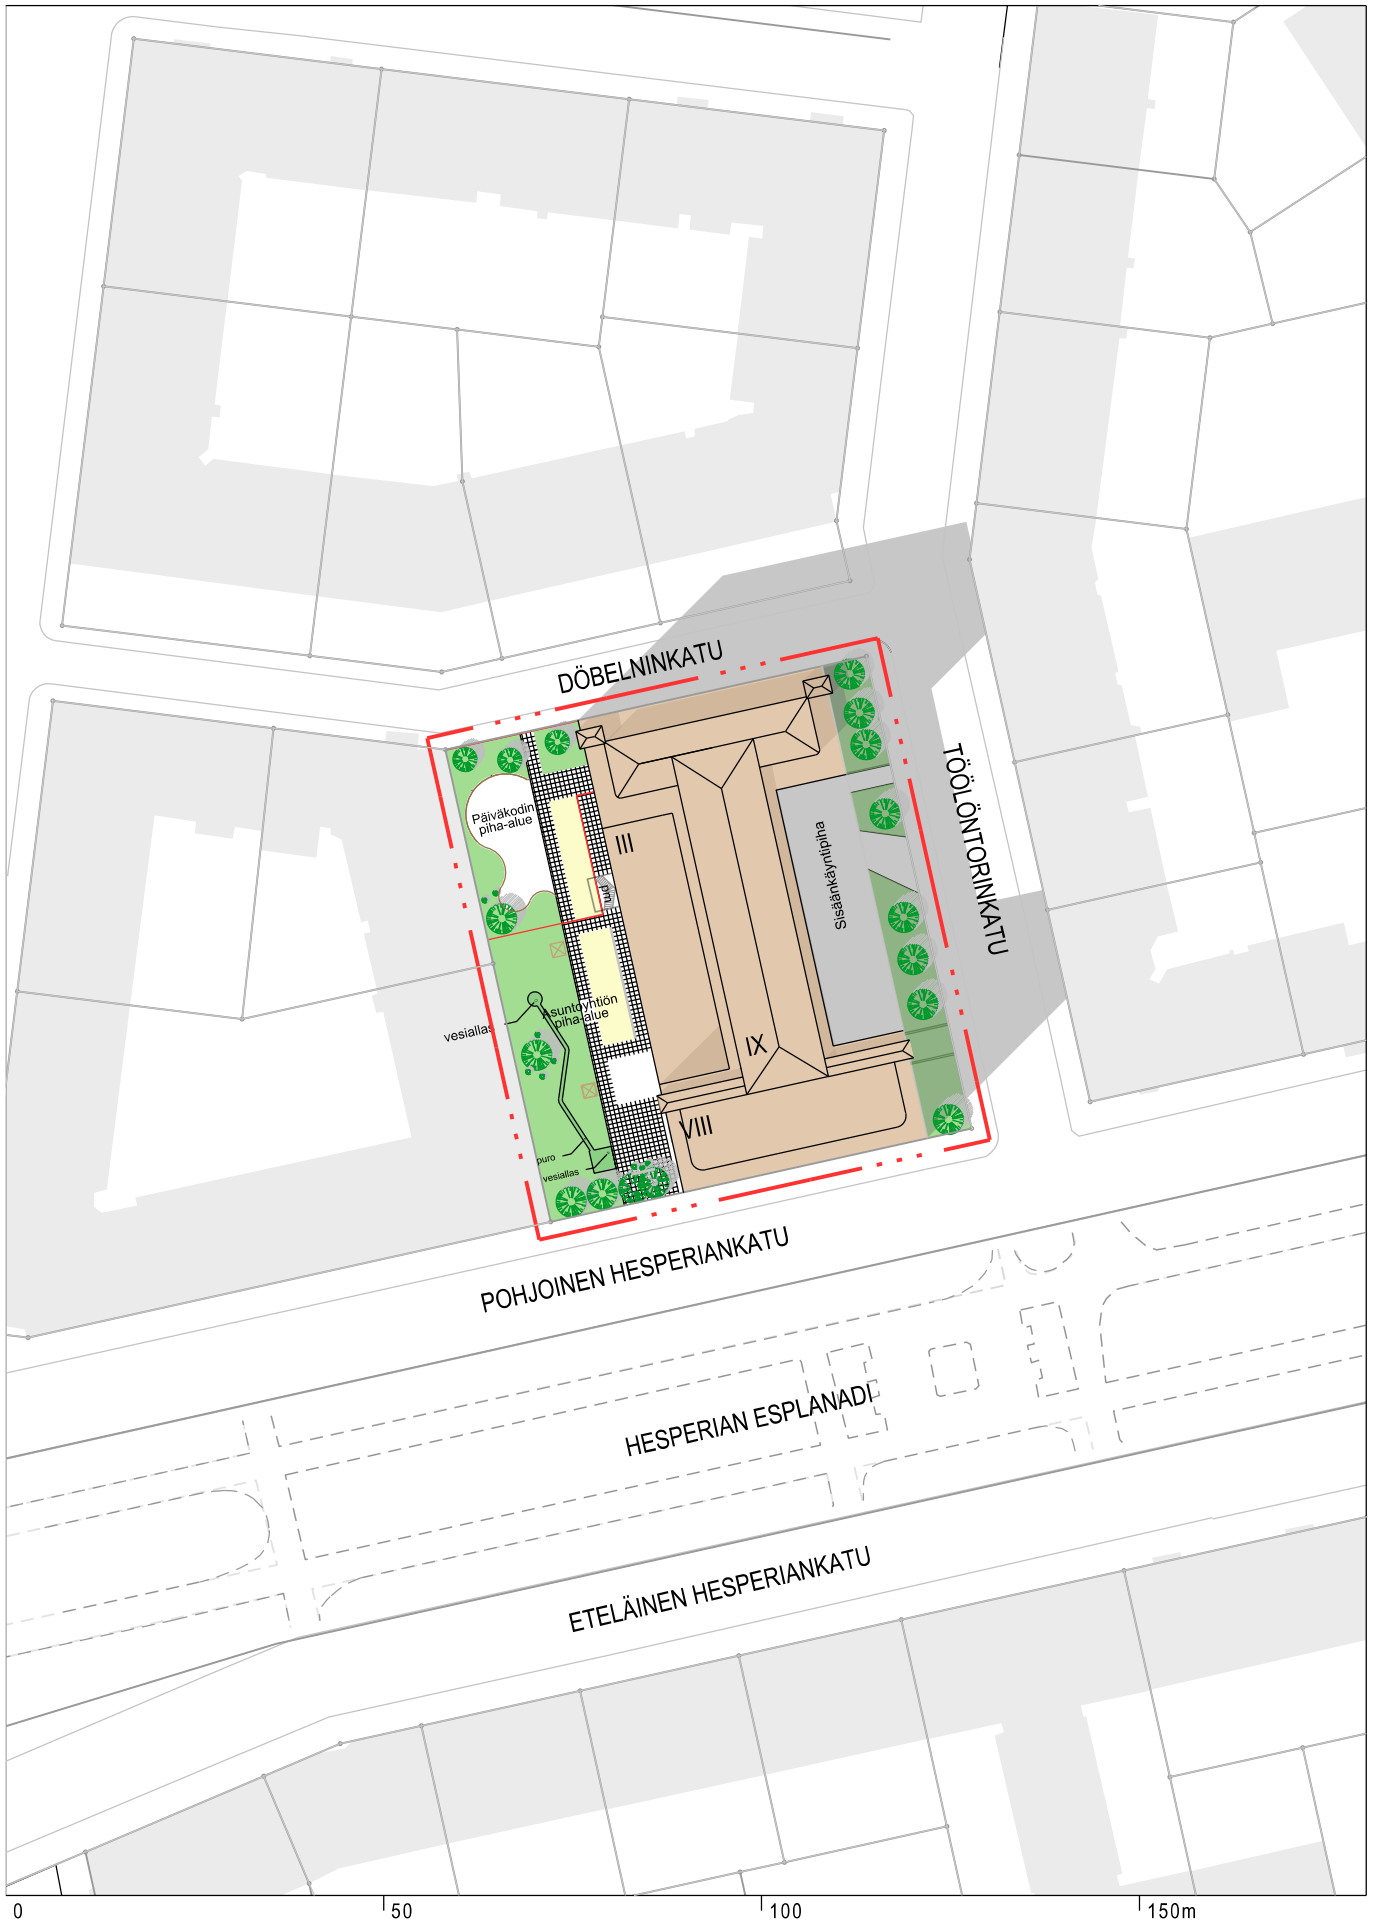 DÖBELNINKATU
TÖÖLÖNTORINKATU
Päiväkodin
piha-alue
III
Sisäänkäyntipiha
puu
Asuntoyhtiön
piha-alue
vesiallas
IX
VIII
puro
vesiallas
POHJOINEN HESPERIANKATU
HESPERIAN ESPLANADI
ETELÄINEN HESPERIANKATU
0 50 100 150m